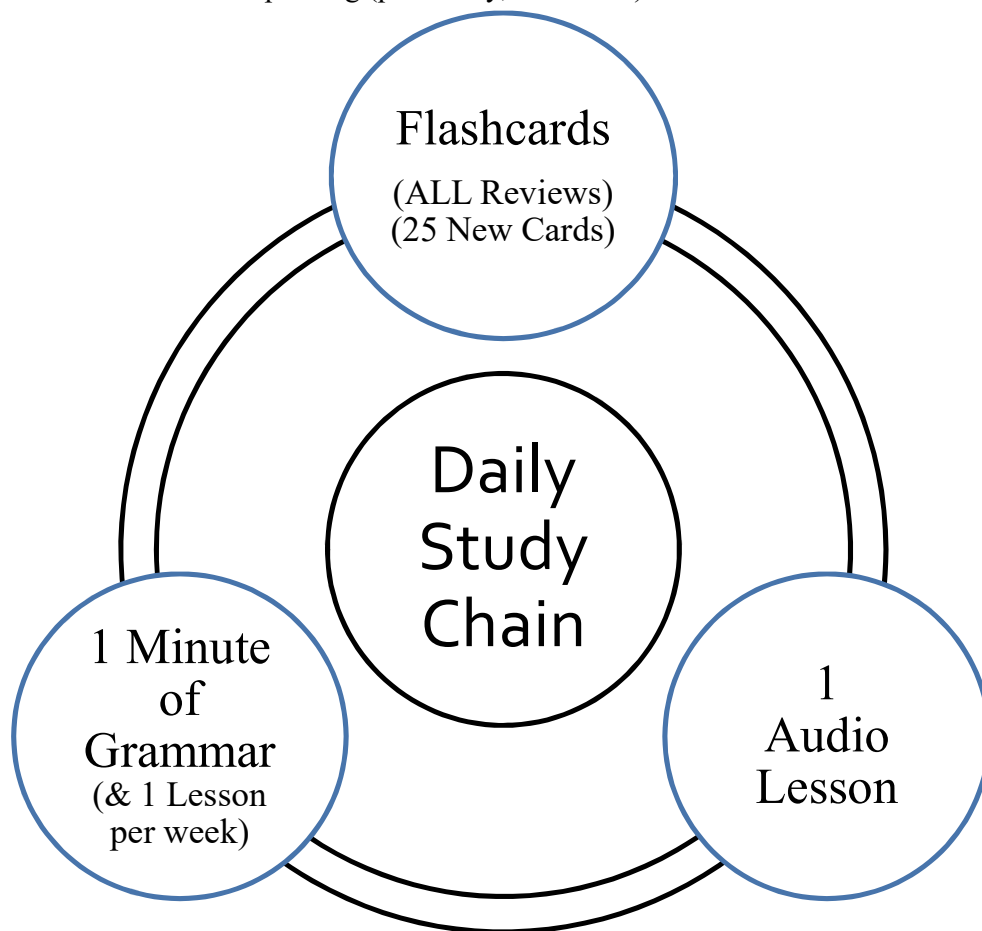 Flashcards
(ALL Reviews)
(25 New Cards)
Daily
Study
Chain
1 Minute
of
Grammar
(& 1 Lesson
per week)
1
Audio
Lesson